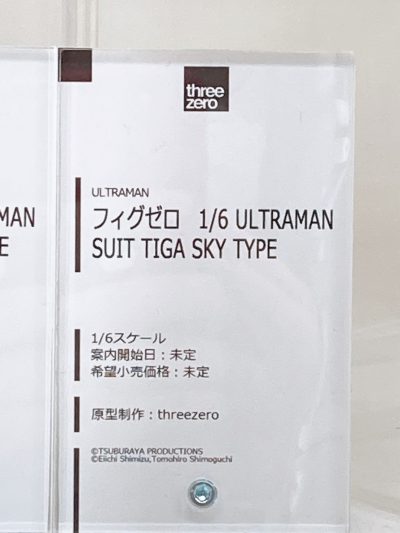 three
zero
ULTRAMAN
フィグゼロ 1/6 ULTRAMAN
SUIT TIGA SKY TYPE
1/6スケール
案内開始日：未定
希望小売価格：未定
原型制作：threezero
©TSUBURAYA PRODUCTIONS
©Eiichi Shimizu,Tomohiro Shimoguchi
MAN
E